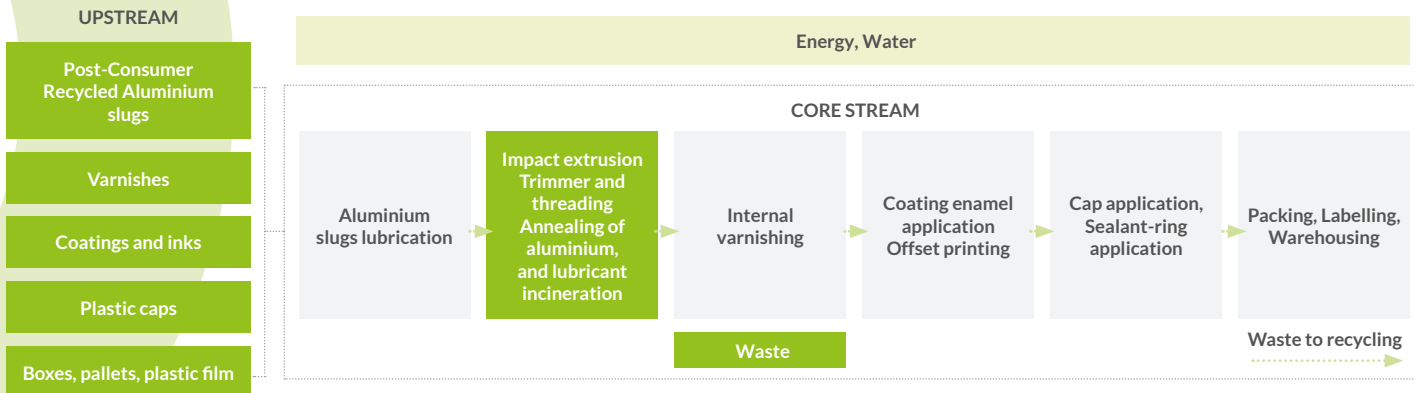 UPSTREAM
Post-Consumer
Recycled Aluminium
slugs
Varnishes
Coatings and inks
Plastic caps
Boxes, pallets, plastic film
Energy, Water
CORE STREAM
Aluminium
slugs lubrication
Impact extrusion
Trimmer and
threading
Annealing of
aluminium,
and lubricant
incineration
Internal
varnishing
Coating enamel
application
Offset printing
Cap application,
Sealant-ring
application
Packing, Labelling,
Warehousing
Waste
Waste to recycling